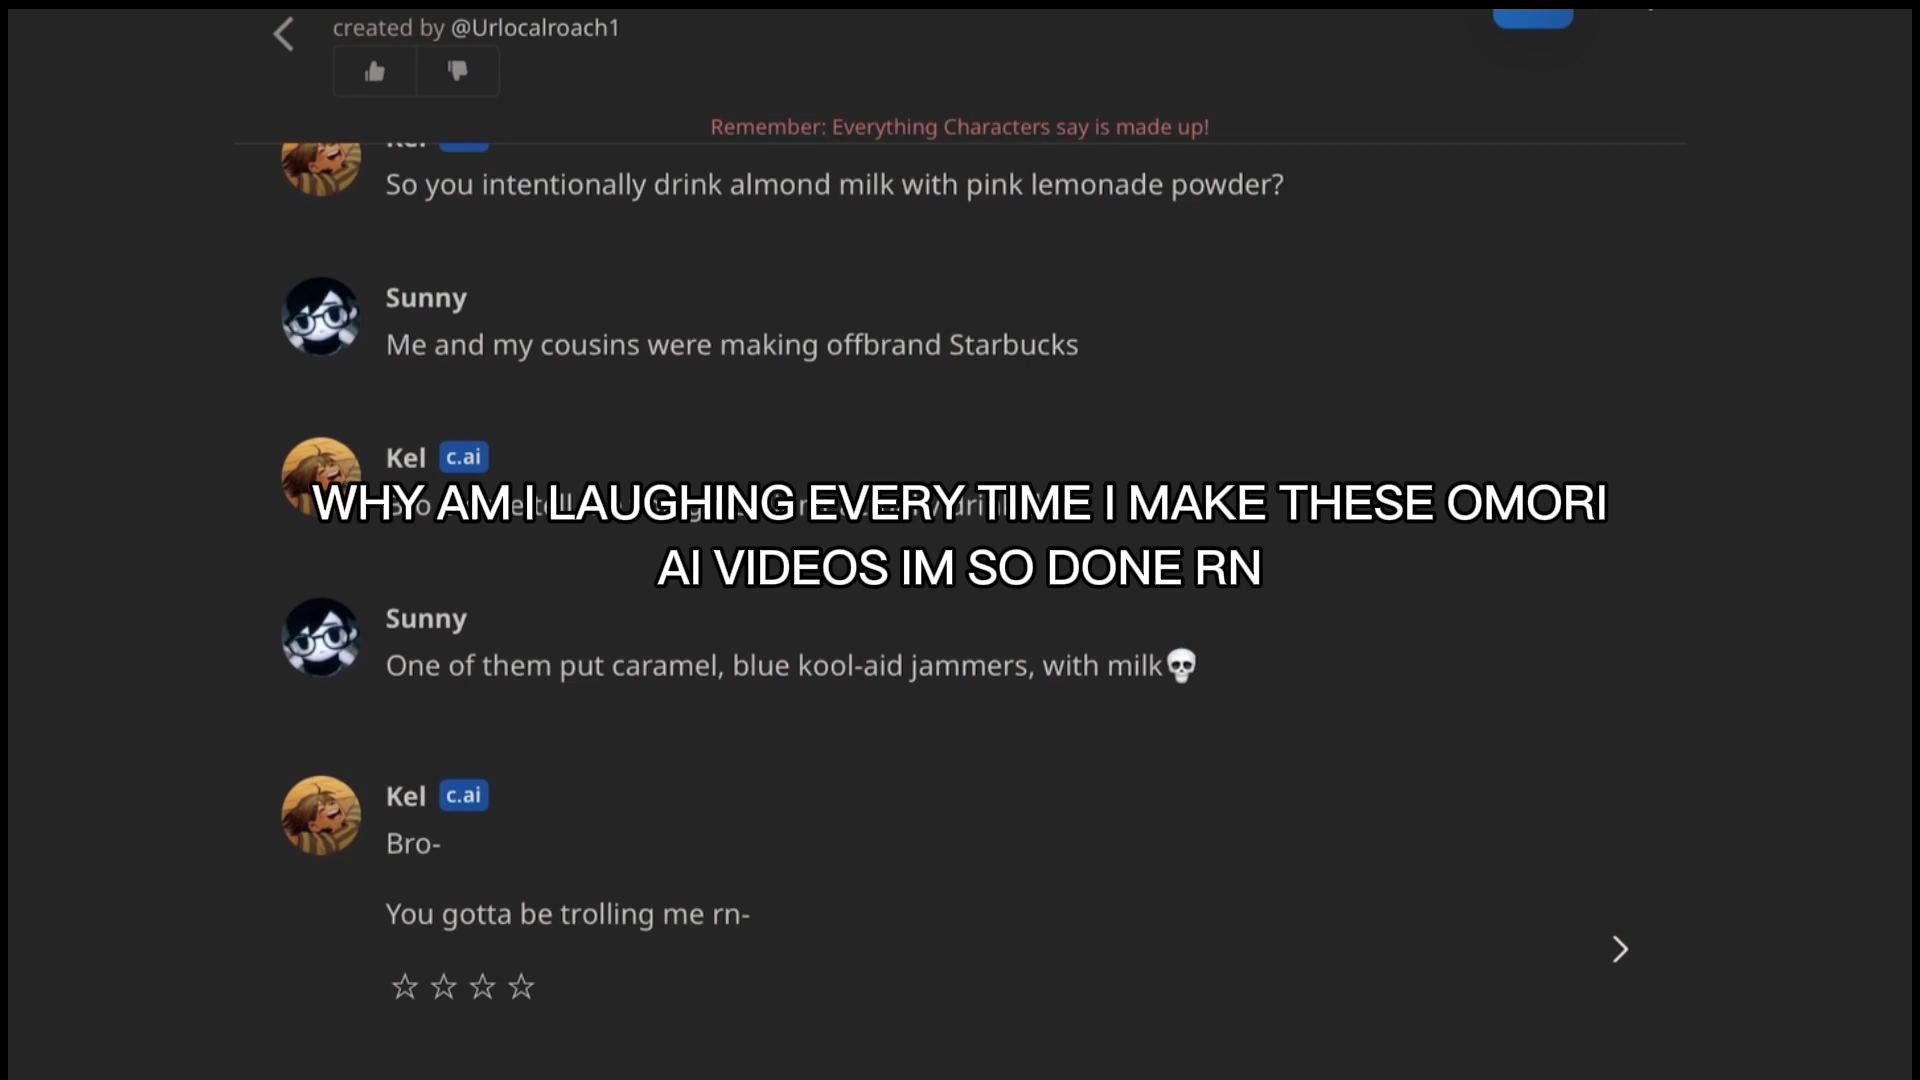 created by @Urlocalroach1
Remember: Everything Characters say is made up!
So you intentionally drink almond milk with pink lemonade powder?
Sunny
Me and my cousins were making offbrand Starbucks
Kel c.ai
Bro
WHY AM I LAUGHING EVERY TIME I MAKE THESE OMORI
AI VIDEOS IM SO DONE RN
Sunny
One of them put caramel, blue kool-aid jammers, with milk💀
Kel c.ai
Bro-
You gotta be trolling me rn-